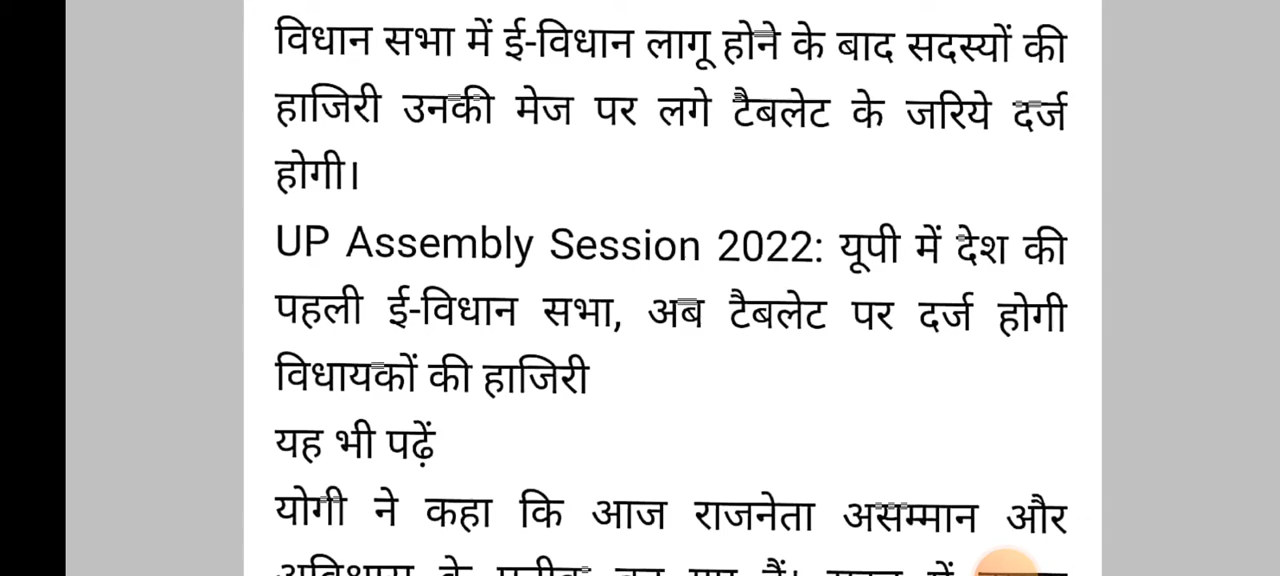 विधान सभा में ई-विधान लागू होने के बाद सदस्यों की
हाजिरी उनकी मेज पर लगे टैबलेट के जरिये दर्ज
होगी।
UP Assembly Session 2022: यूपी में देश की
पहली ई-विधान सभा, अब टैबलेट पर दर्ज होगी
विधायकों की हाजिरी
यह भी पढ़ें
योगी ने कहा कि आज राजनेता असम्मान और